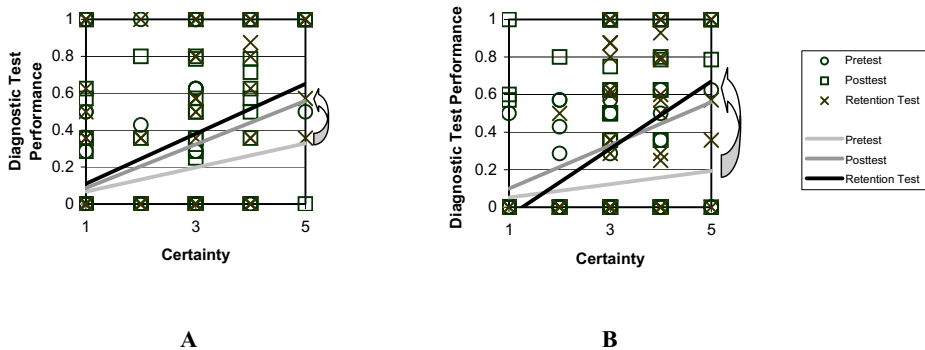 Diagnostic Test
Performance
1
0.8
0.6
0.4
0.2
0
1
3
5
Certainty
A
Diagnostic Test Performance
1
0.8
0.6
0.4
0.2
0
1
3
5
Certainty
B
Pretest
Posttest
Retention Test
Pretest
Posttest
Retention Test